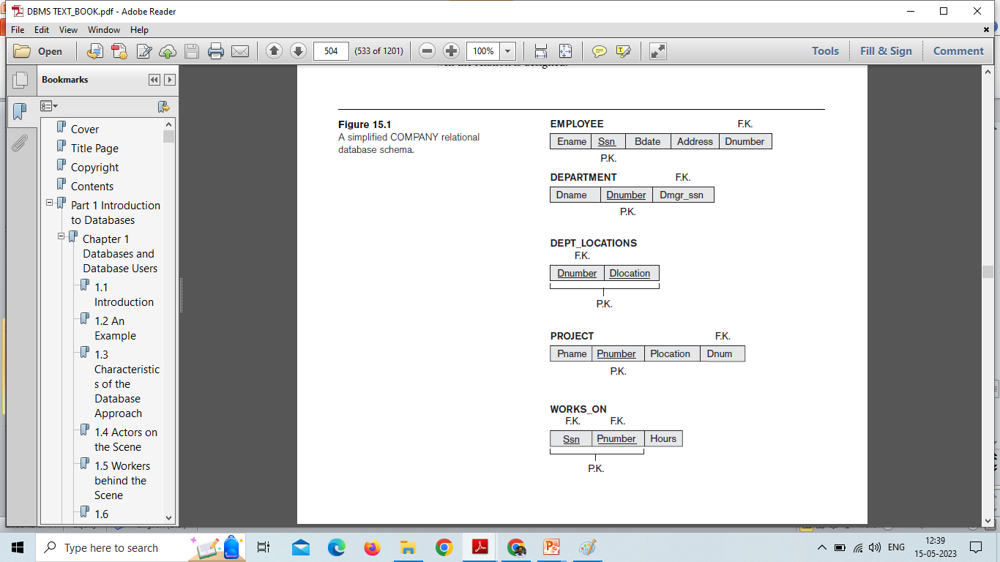 DBMS TEXT_BOOK.pdf - Adobe Reader
File Edit View Window Help
Open 504 (533 of 1201) 100% Tools Fill & Sign Comment
Bookmarks
Cover
Title Page
Copyright
Contents
Part 1 Introduction
to Databases
Chapter 1
Databases and
Database Users
1.1
Introduction
1.2 An
Example
1.3
Characteristic
s of the
Database
Approach
1.4 Actors on
the Scene
1.5 Workers
behind the
Scene
1.6
Figure 15.1
A simplified COMPANY relational
database schema.
EMPLOYEE F.K.
Ename Ssn Bdate Address Dnumber
P.K.
DEPARTMENT F.K.
Dname Dnumber Dmgr_ssn
P.K.
DEPT_LOCATIONS
F.K.
Dnumber Dlocation
P.K.
PROJECT F.K.
Pname Pnumber Plocation Dnum
P.K.
WORKS_ON
F.K. F.K.
Ssn Pnumber Hours
P.K.
Type here to search
ENG
12:39
15-05-2023